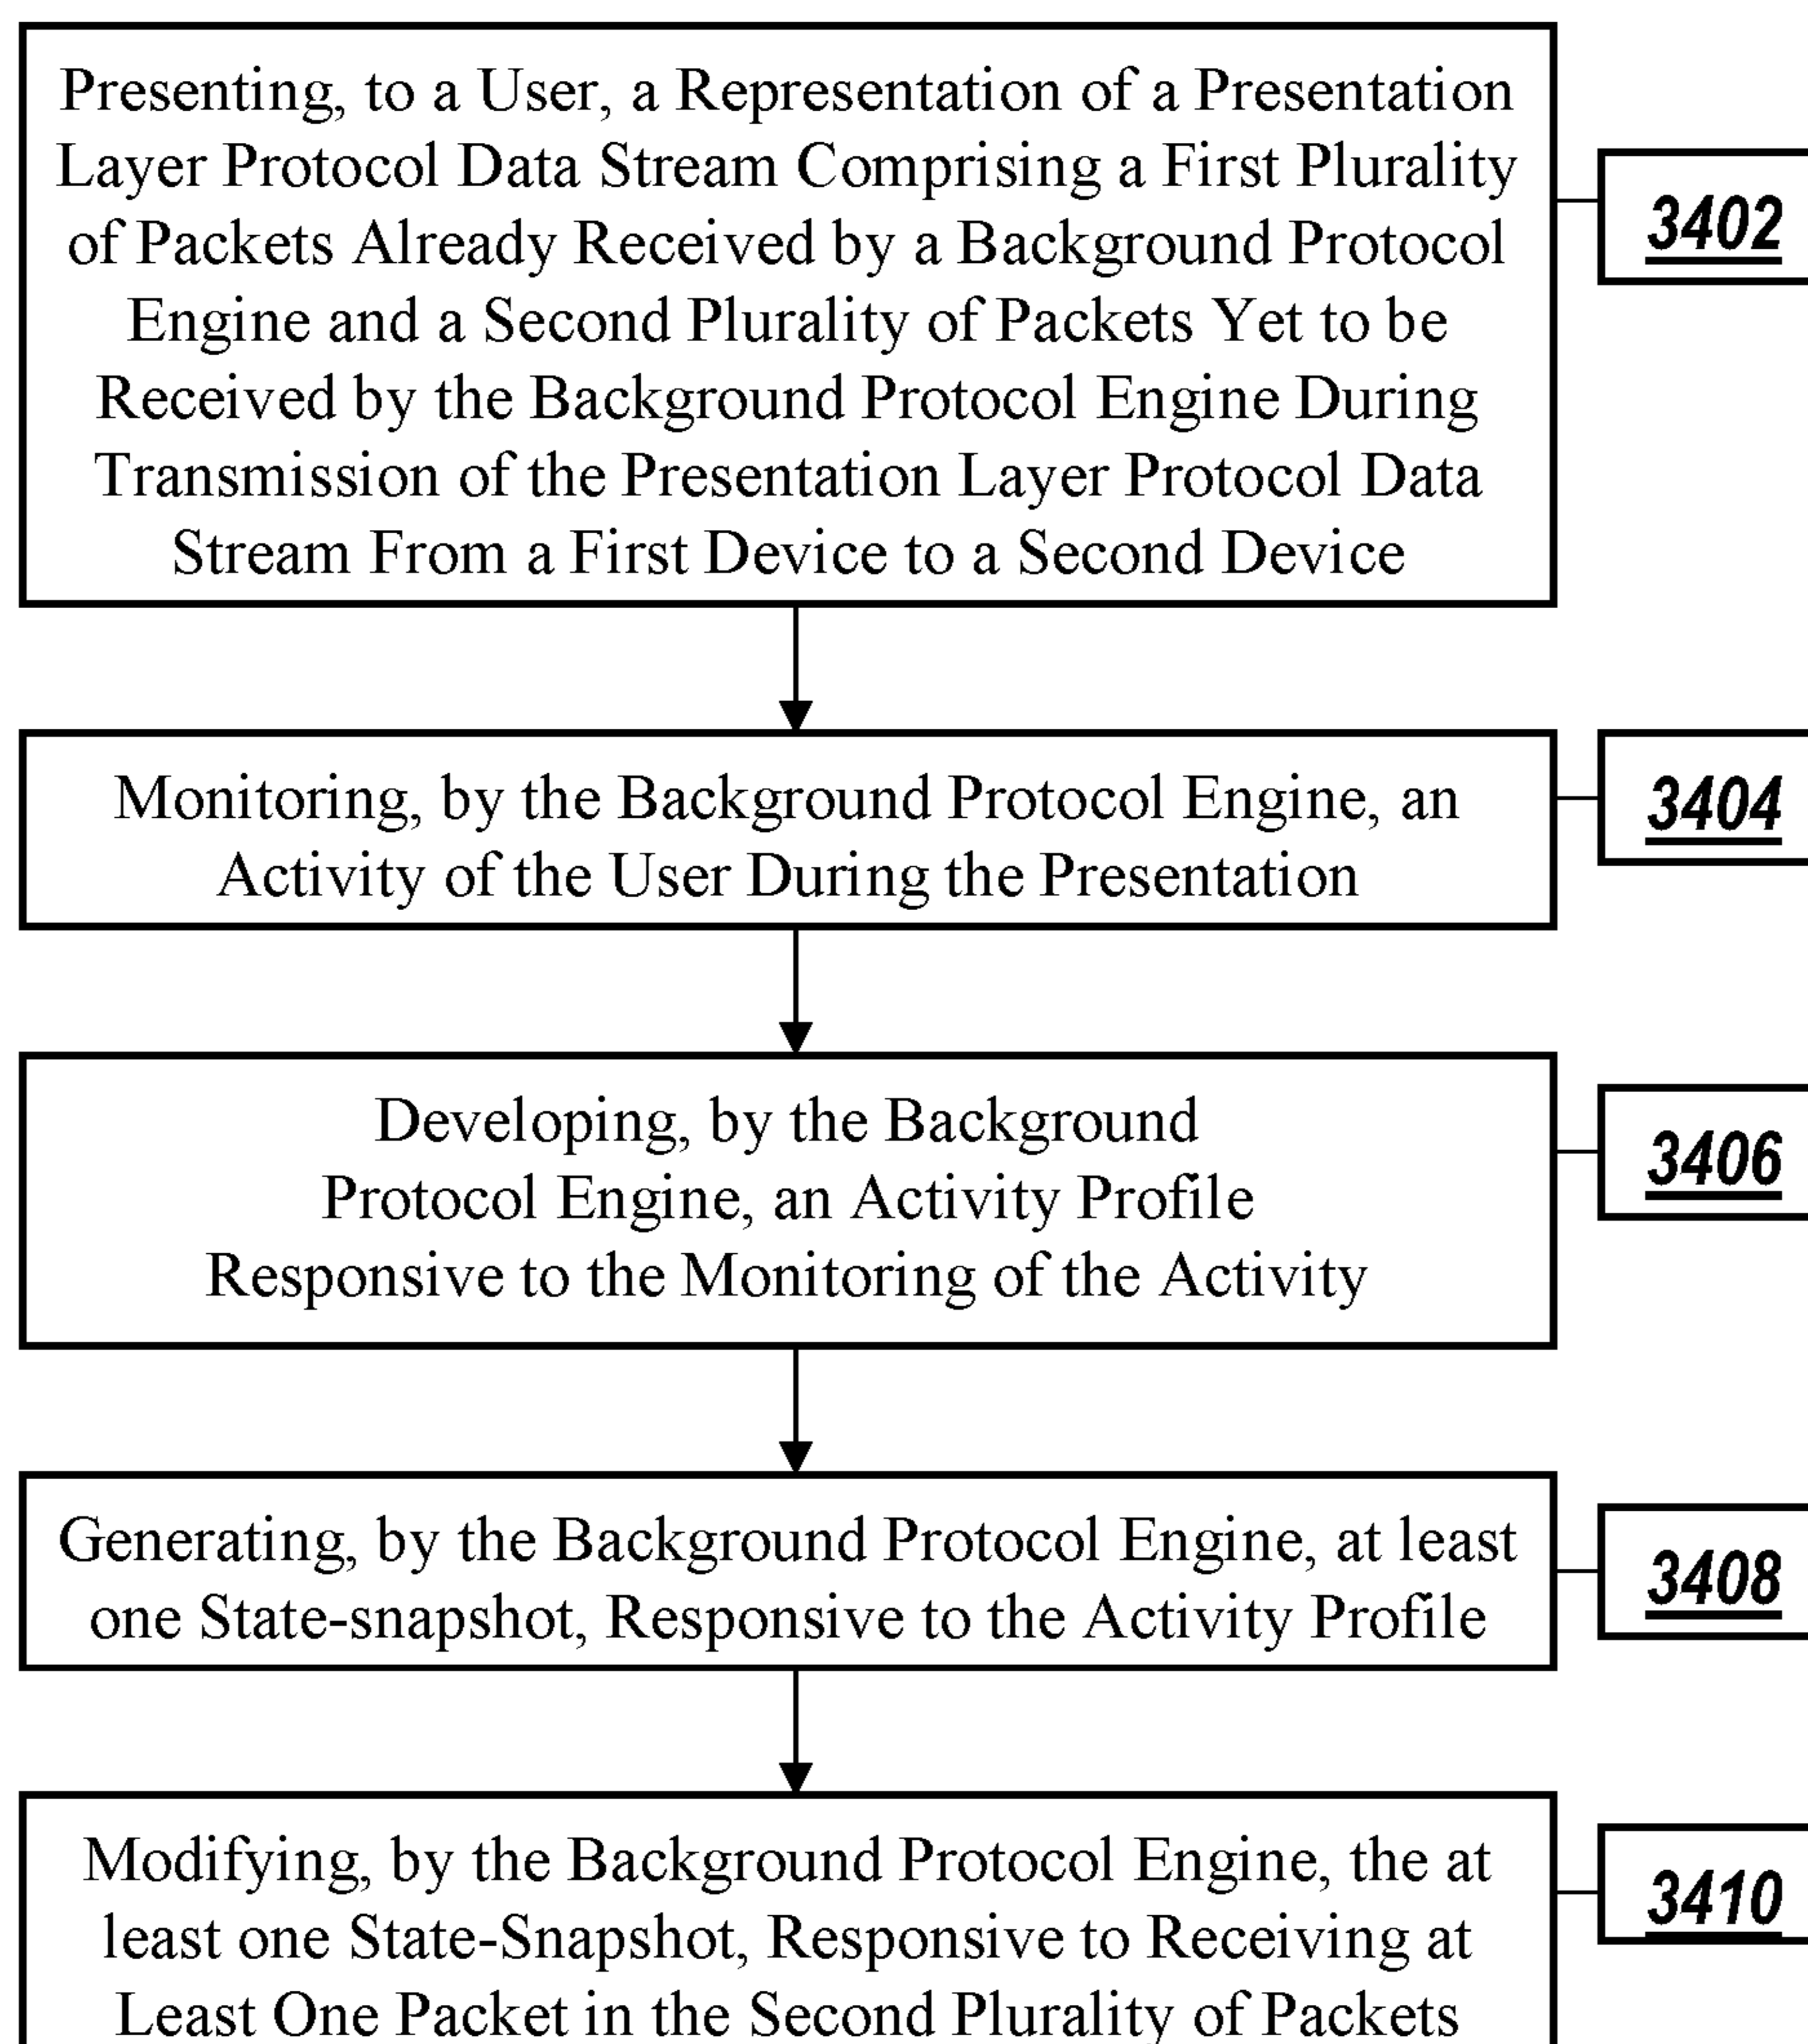 Presenting, to a User, a Representation of a Presentation
Layer Protocol Data Stream Comprising a First Plurality
of Packets Already Received by a Background Protocol
Engine and a Second Plurality of Packets Yet to be
Received by the Background Protocol Engine During
Transmission of the Presentation Layer Protocol Data
Stream From a First Device to a Second Device
3402
Monitoring, by the Background Protocol Engine, an
Activity of the User During the Presentation
3404
Developing, by the Background
Protocol Engine, an Activity Profile
Responsive to the Monitoring of the Activity
3406
Generating, by the Background Protocol Engine, at least
one State-snapshot, Responsive to the Activity Profile
3408
Modifying, by the Background Protocol Engine, the at
least one State-Snapshot, Responsive to Receiving at
Least One Packet in the Second Plurality of Packets
3410